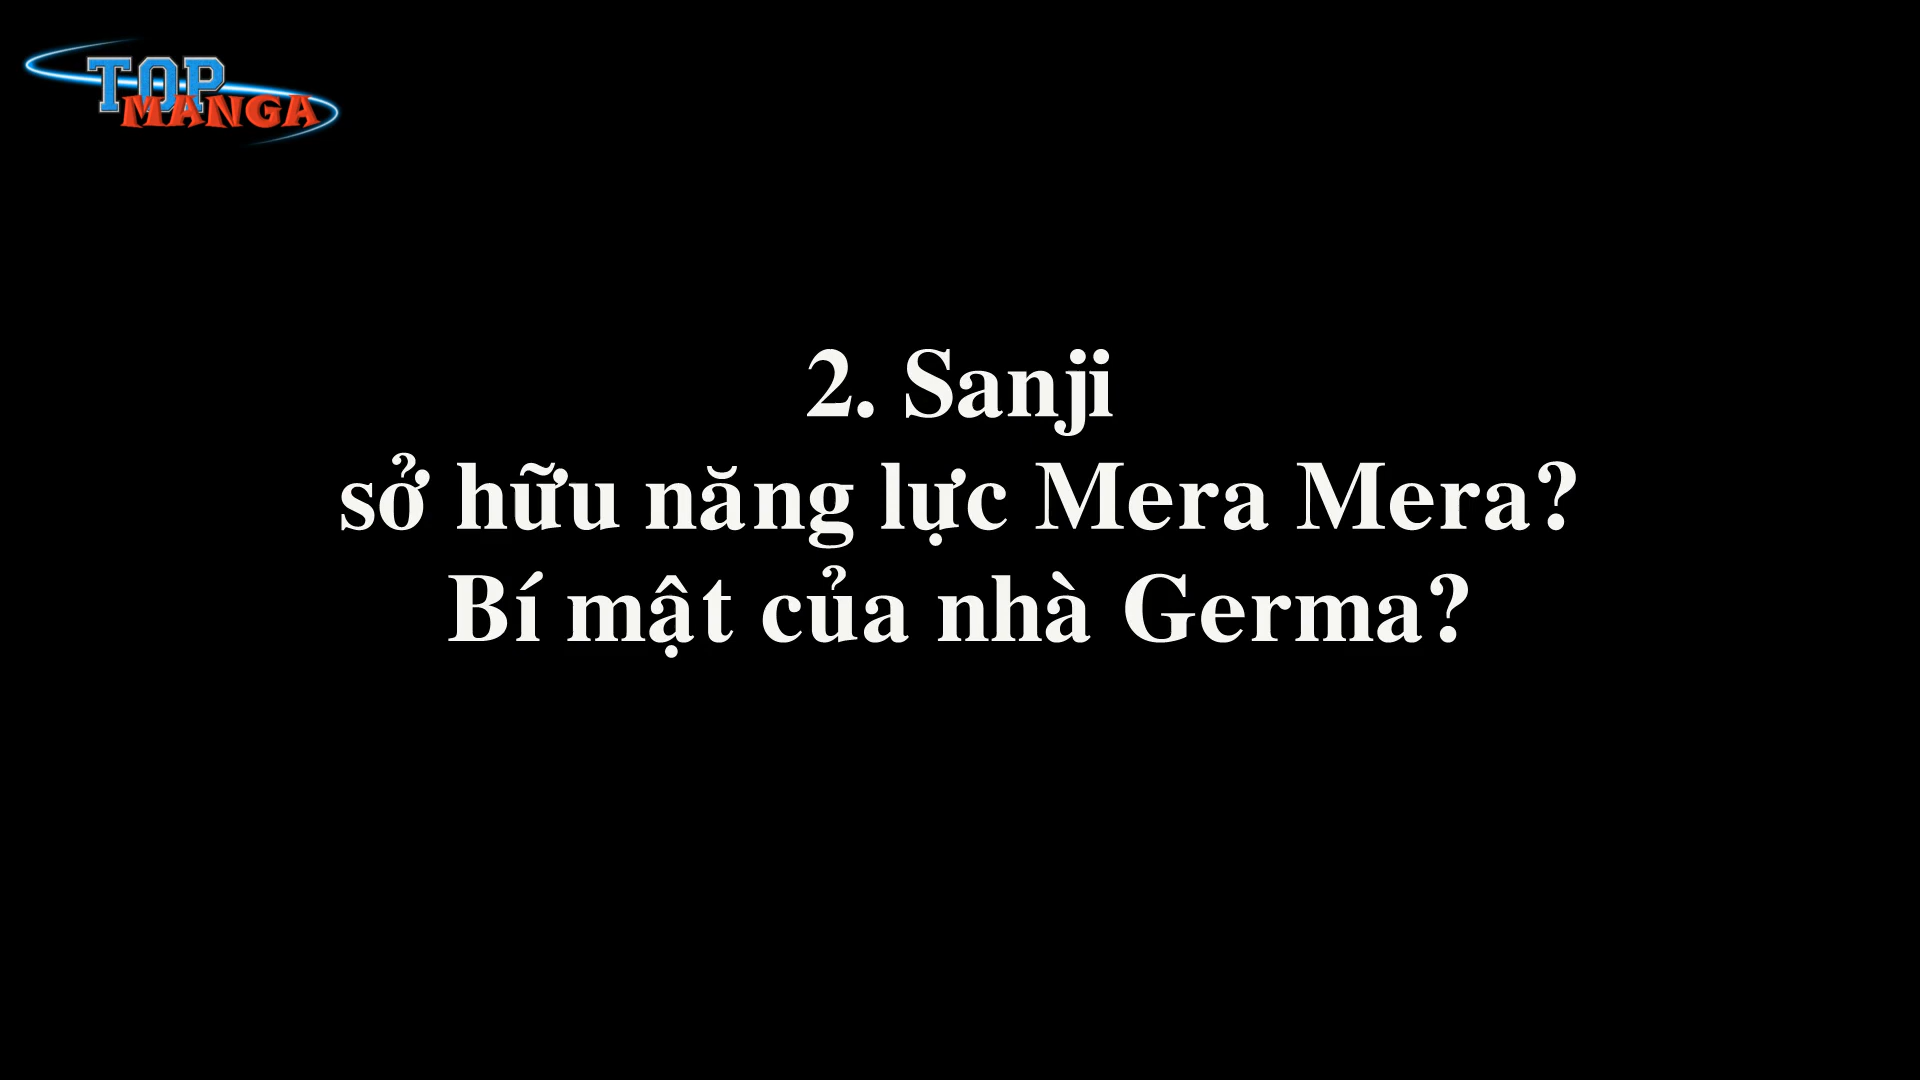 TOP
MANGA
2. Sanji
sở hữu năng lực Mera Mera?
Bí mật của nhà Germa?